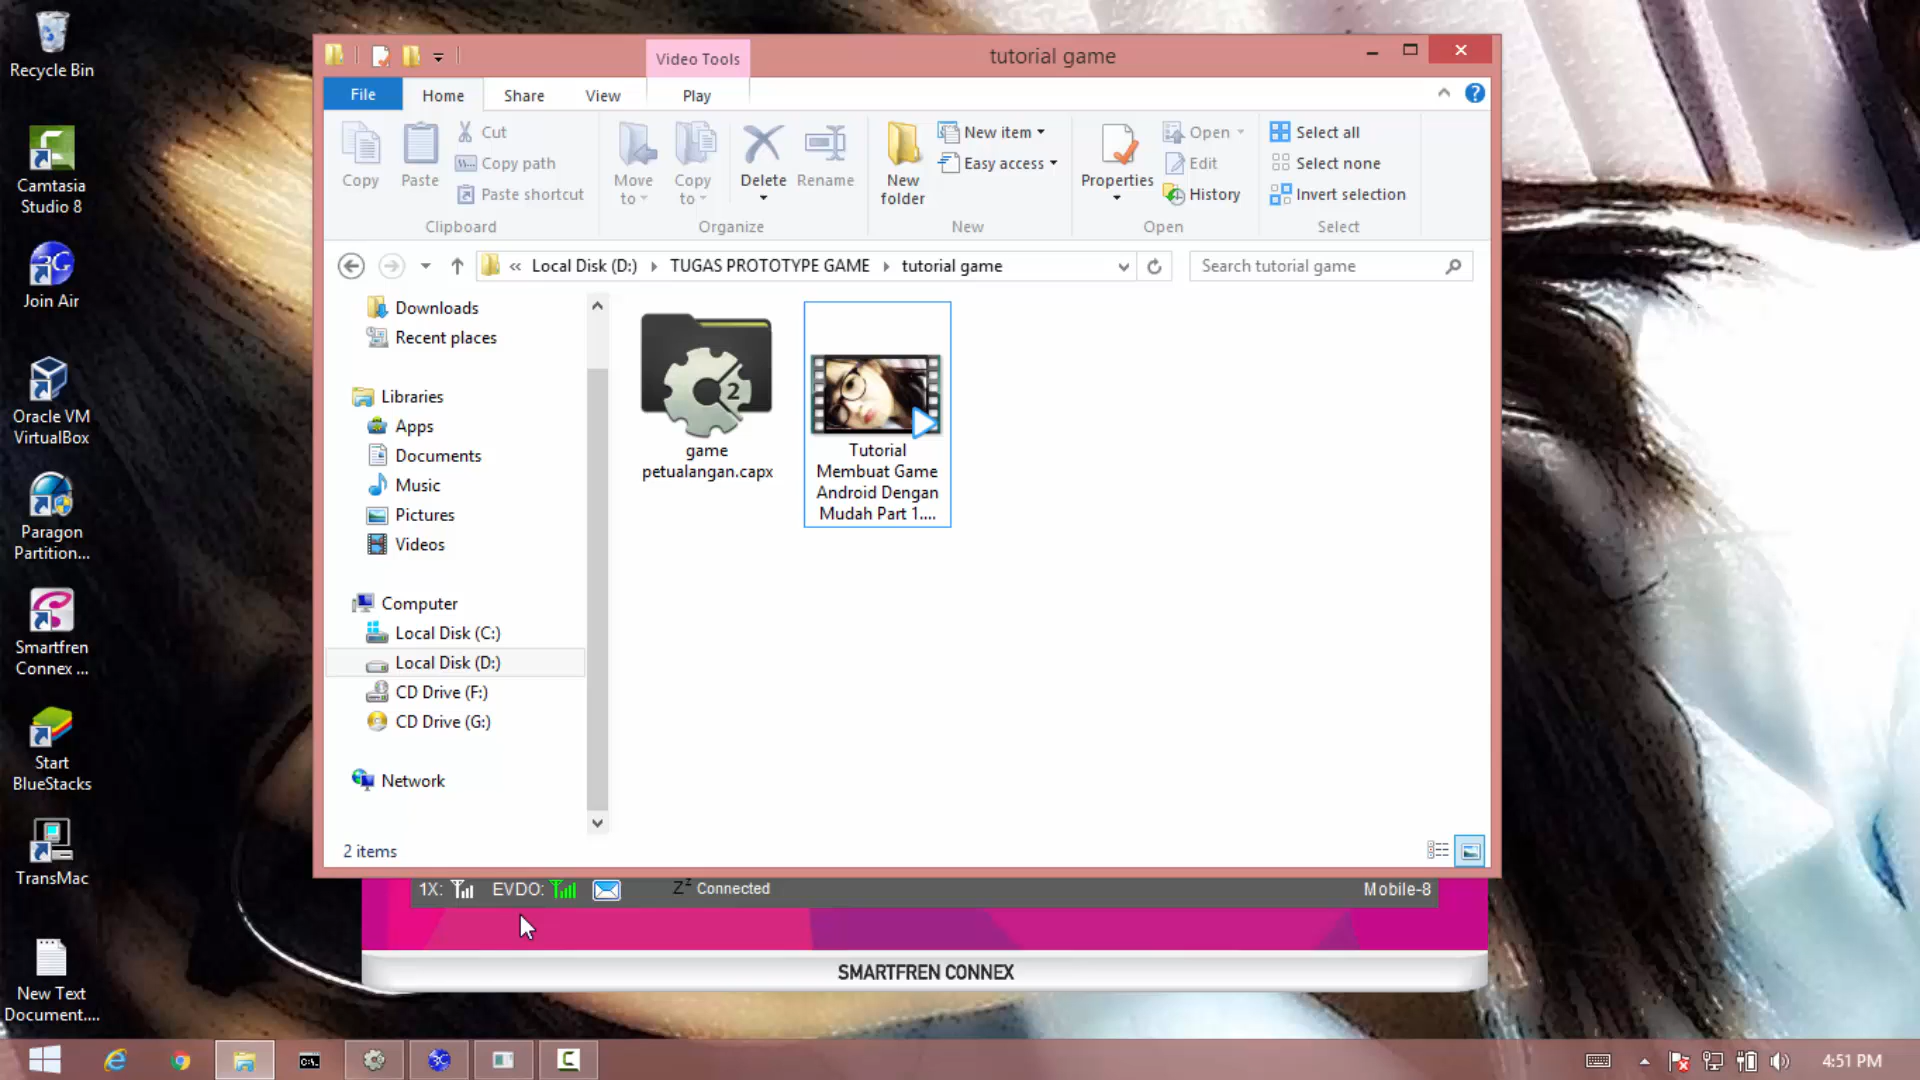 Recycle Bin
Camtasia
Studio 8
Join Air
Oracle VM
VirtualBox
Paragon
Partition...
Smartfren
Connex ...
Start
BlueStacks
TransMac
New Text
Document....
Video Tools
tutorial game
File
Home
Share
View
Play
Copy
Paste
Cut
Copy path
Paste shortcut
Clipboard
Move
to
Copy
to
Delete
Rename
Organize
New
folder
New item
Easy access
New
Properties
Open
Edit
History
Open
Select all
Select none
Invert selection
Select
« Local Disk (D:) TUGAS PROTOTYPE GAME tutorial game
Search tutorial game
Downloads
Recent places
Libraries
Apps
Documents
Music
Pictures
Videos
Computer
Local Disk (C:)
Local Disk (D:)
CD Drive (F:)
CD Drive (G:)
Network
2
game
petualangan.capx
Tutorial
Membuat Game
Android Dengan
Mudah Part 1....
2 items
1X: EVDO: Connected Mobile-8
SMARTFREN CONNEX
4:51 PM